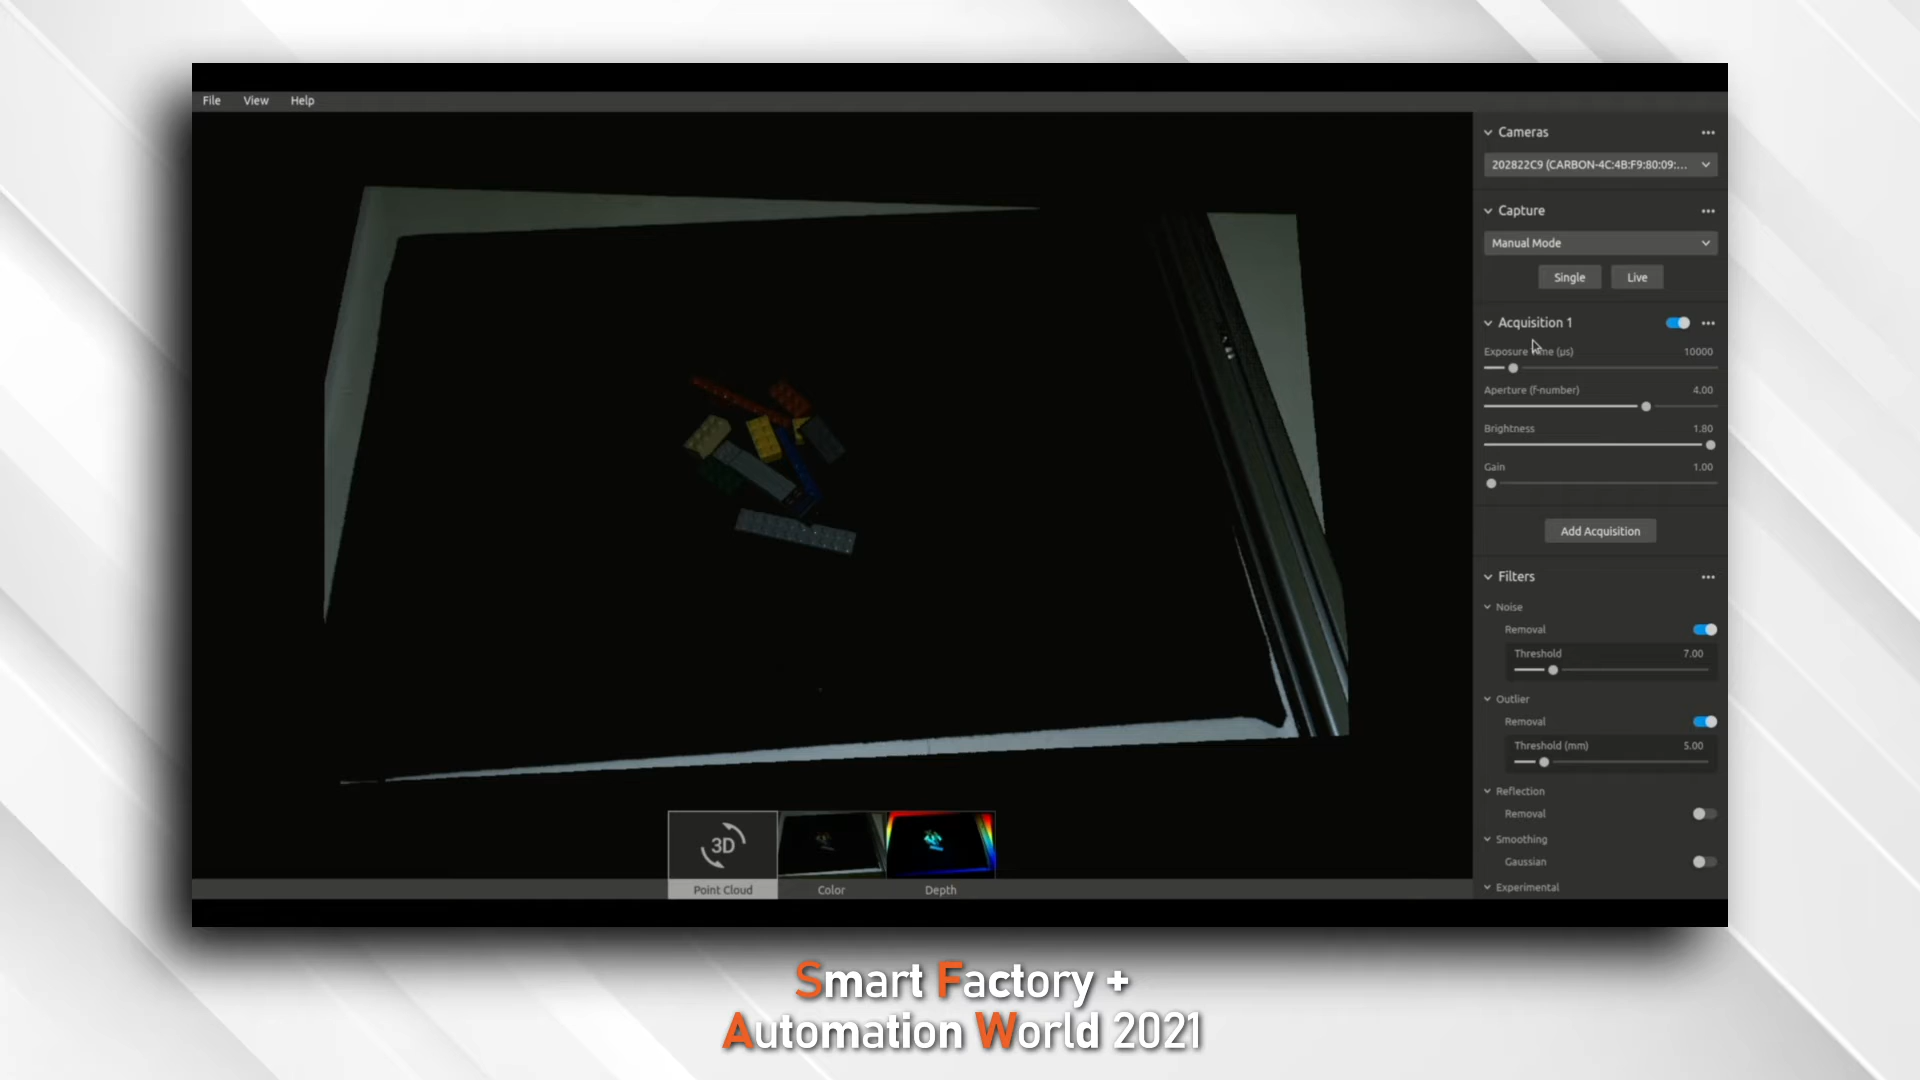 File View Help
Cameras
202822C9 (CARBON-4C:4B:F9:80:09:...
Capture
Manual Mode
Single Live
Acquisition 1
Exposure Time (µs) 10000
Aperture (f-number) 4.00
Brightness 1.80
Gain 1.00
Add Acquisition
Filters
Noise
Removal
Threshold 7.00
Outlier
Removal
Threshold (mm) 5.00
Reflection
Removal
Smoothing
Gaussian
Experimental
3D
Point Cloud Color Depth
Smart Factory +
Automation World 2021